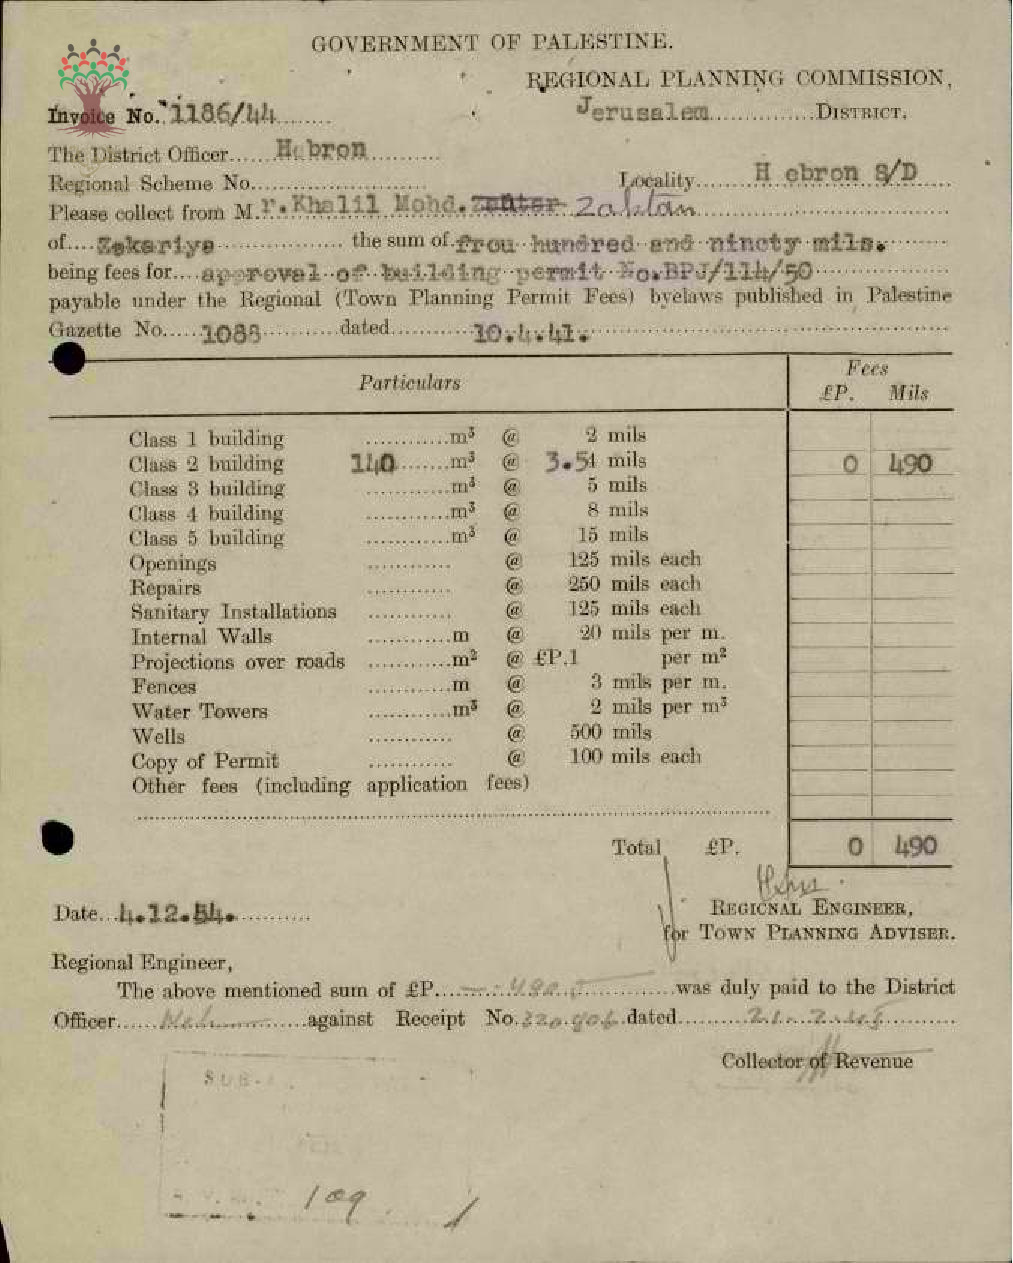 GOVERNMENT OF PALESTINE.
REGIONAL PLANNING COMMISSION,
Invoice No. 1186/44........ Jerusalem...............DISTRICT.
The District Officer...... Hebron..........
Regional Scheme No............................. Locality........H ebron S/D.....
Please collect from M.r.Khalil Mohd. Zaklan
of....Zekariya.................. the sum of.frou hundred and ninety mils.
being fees for....approval of building permit No.BPJ/114/50
payable under the Regional (Town Planning Permit Fees) byelaws published in Palestine
Gazette No......1088..............dated............10.4.41.
Particulars Fees
£P. Mils
Class 1 building ............m³ @ 2 mils
Class 2 building 140........m³ @ 3.54 mils 0 490
Class 3 building ............m³ @ 5 mils
Class 4 building ............m³ @ 8 mils
Class 5 building ............m³ @ 15 mils
Openings ............ @ 125 mils each
Repairs ............ @ 250 mils each
Sanitary Installations ............ @ 125 mils each
Internal Walls ............m @ 20 mils per m.
Projections over roads ............m² @ £P.1 per m²
Fences ............m @ 3 mils per m.
Water Towers ............m³ @ 2 mils per m³
Wells ............ @ 500 mils
Copy of Permit ............ @ 100 mils each
Other fees (including application fees)
Total £P. 0 490
Date...4.12.54...........
REGIONAL ENGINEER,
for TOWN PLANNING ADVISER.
Regional Engineer,
The above mentioned sum of £P.....490..............was duly paid to the District
Officer...... ......against Receipt No. dated.........
Collector of Revenue
SUB-
109